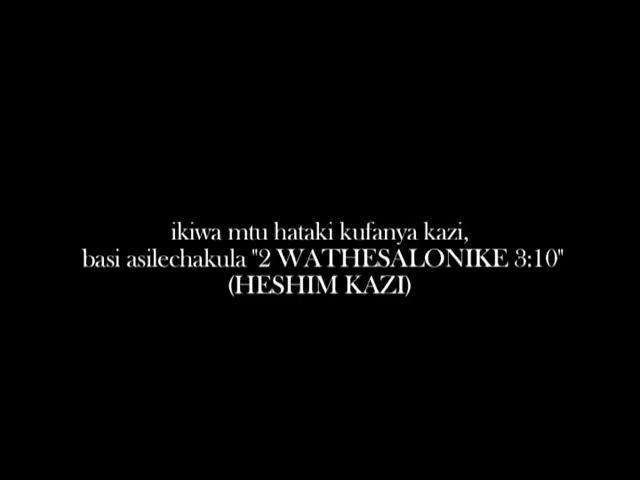 ikiwa mtu hataki kufanya kazi,
basi asilechakula "2 WATHESALONIKE 3:10"
(HESHIM KAZI)